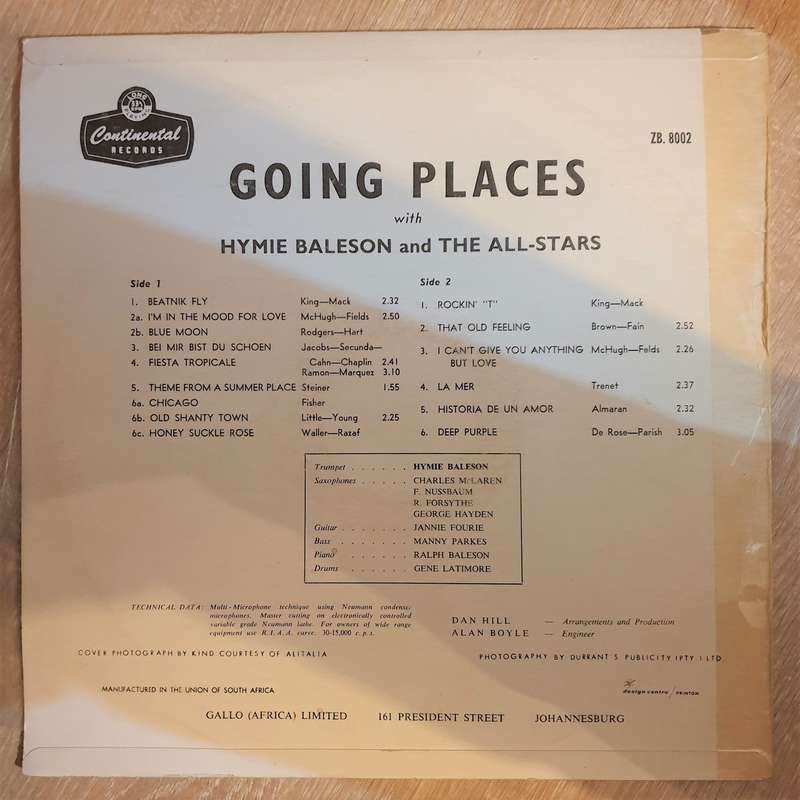 LONG
33⅓
R.P.M.
PLAYING
Continental
RECORDS
ZB. 8002
GOING PLACES
with
HYMIE BALESON and THE ALL-STARS
Side 1
1. BEATNIK FLY King—Mack 2.32
2a. I'M IN THE MOOD FOR LOVE McHugh—Fields 2.50
2b. BLUE MOON Rodgers—Hart
3. BEI MIR BIST DU SCHOEN Jacobs—Secunda—
4. FIESTA TROPICALE Cahn—Chaplin 2.41
Ramon—Marquez 3.10
5. THEME FROM A SUMMER PLACE Steiner 1.55
6a. CHICAGO Fisher
6b. OLD SHANTY TOWN Little—Young 2.25
6c. HONEY SUCKLE ROSE Waller—Razaf
Side 2
1. ROCKIN' "T" King—Mack
2. THAT OLD FEELING Brown—Fain 2.52
3. I CAN'T GIVE YOU ANYTHING McHugh—Felds 2.26
BUT LOVE
4. LA MER Trenet 2.37
5. HISTORIA DE UN AMOR Almaran 2.32
6. DEEP PURPLE De Rose—Parish 3.05
Trumpet . . . . . . HYMIE BALESON
Saxophones . . . . . CHARLES McLAREN
F. NUSSBAUM
R. FORSYTHE
GEORGE HAYDEN
Guitar . . . . . . . JANNIE FOURIE
Bass . . . . . . . MANNY PARKES
Piano . . . . . . RALPH BALESON
Drums . . . . . . GENE LATIMORE
TECHNICAL DATA: Multi-Microphone technique using Neumann condense;
microphones. Master cutting on electronically controlled
variable grade Neumann lathe. For owners of wide range
equipment use R.I.A.A. curve. 30-15,000 c.p.s.
DAN HILL — Arrangements and Production
ALAN BOYLE — Engineer
COVER PHOTOGRAPH BY KIND COURTESY OF ALITALIA
PHOTOGRAPHY BY DURRANT'S PUBLICITY (PTY.) LTD.
MANUFACTURED IN THE UNION OF SOUTH AFRICA
design centre / PRINTON
GALLO (AFRICA) LIMITED 161 PRESIDENT STREET JOHANNESBURG